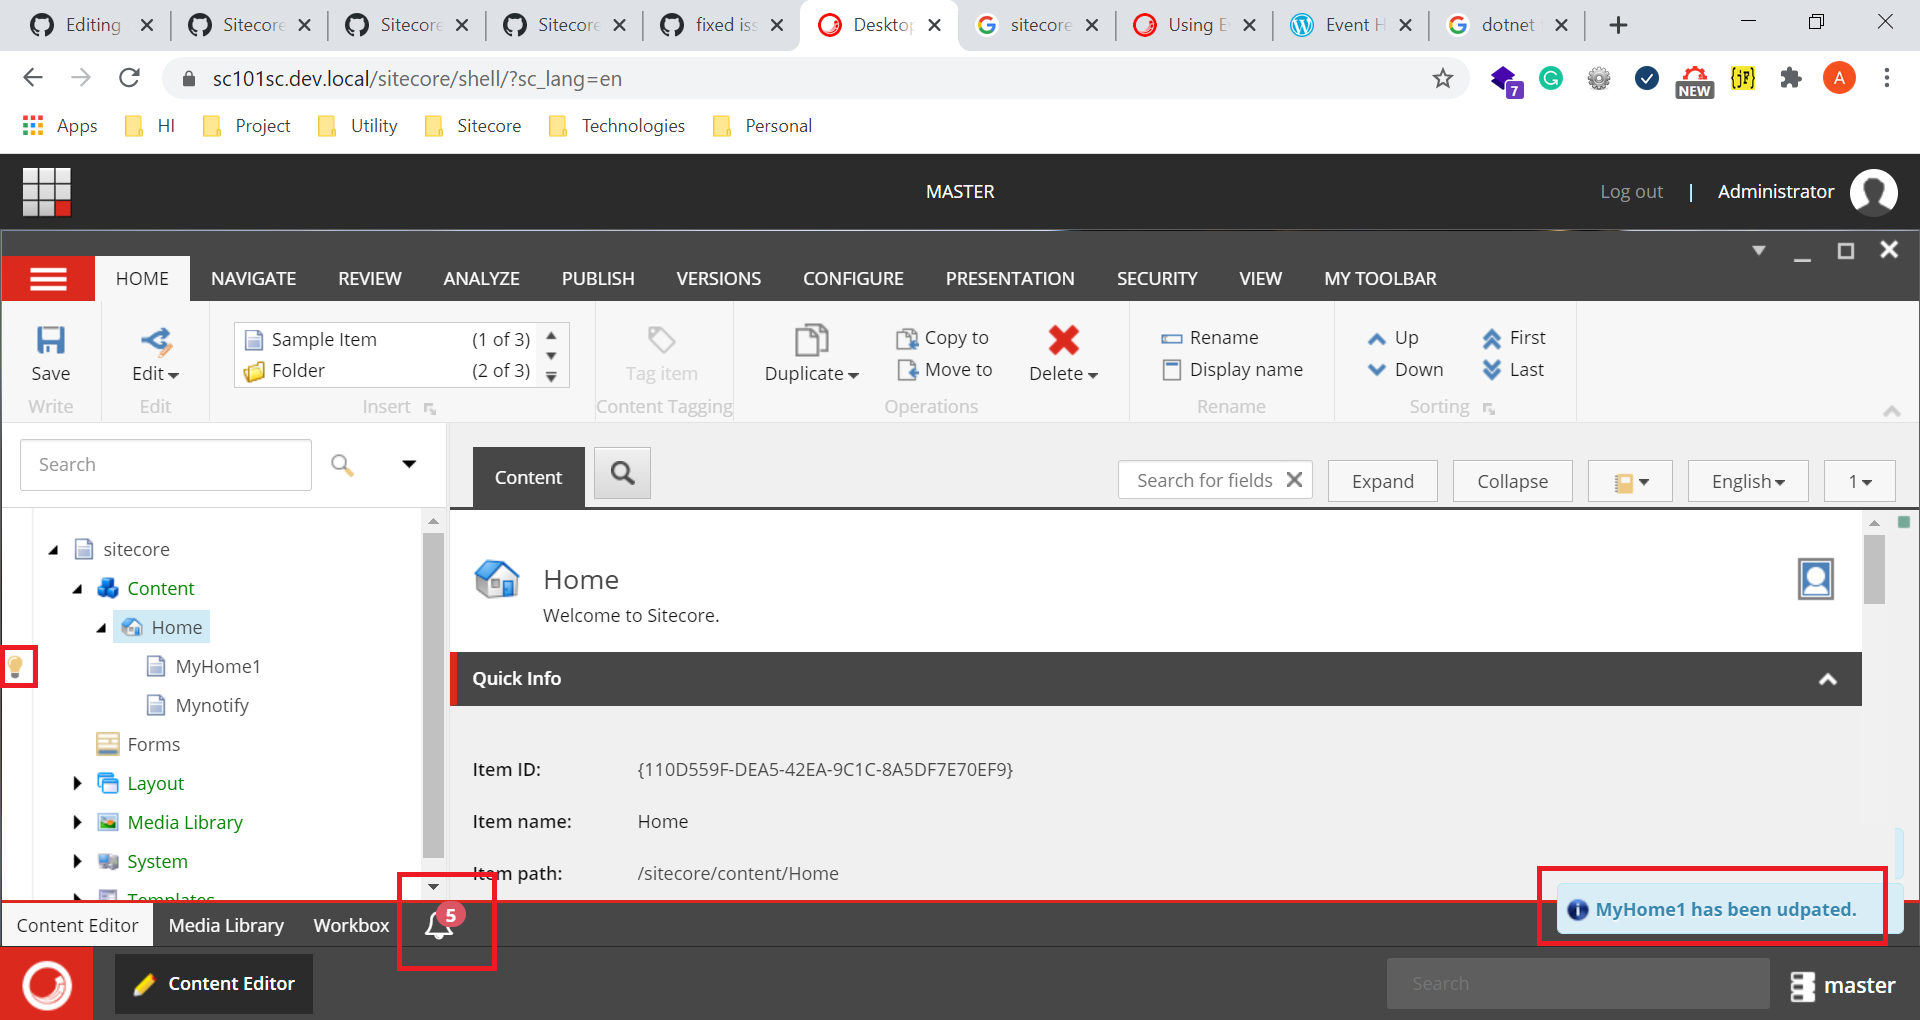 Editing
Sitecore
Sitecore
Sitecore
fixed iss
Desktop
sitecore
Using E
Event H
dotnet
sc101sc.dev.local/sitecore/shell/?sc_lang=en
7
NEW
{jF}
A
Apps
HI
Project
Utility
Sitecore
Technologies
Personal
MASTER
Log out | Administrator
HOME NAVIGATE REVIEW ANALYZE PUBLISH VERSIONS CONFIGURE PRESENTATION SECURITY VIEW MY TOOLBAR
Save
Write
Edit
Edit
Sample Item (1 of 3)
Folder (2 of 3)
Insert
Tag item
Content Tagging
Duplicate
Copy to
Move to
Delete
Operations
Rename
Display name
Rename
Up
Down
First
Last
Sorting
Search
Content
Search for fields
Expand
Collapse
English
1
sitecore
Content
Home
MyHome1
Mynotify
Forms
Layout
Media Library
System
Templates
Home
Welcome to Sitecore.
Quick Info
Item ID: {110D559F-DEA5-42EA-9C1C-8A5DF7E70EF9}
Item name: Home
Item path: /sitecore/content/Home
MyHome1 has been udpated.
Content Editor
Media Library
Workbox
5
Content Editor
Search
master